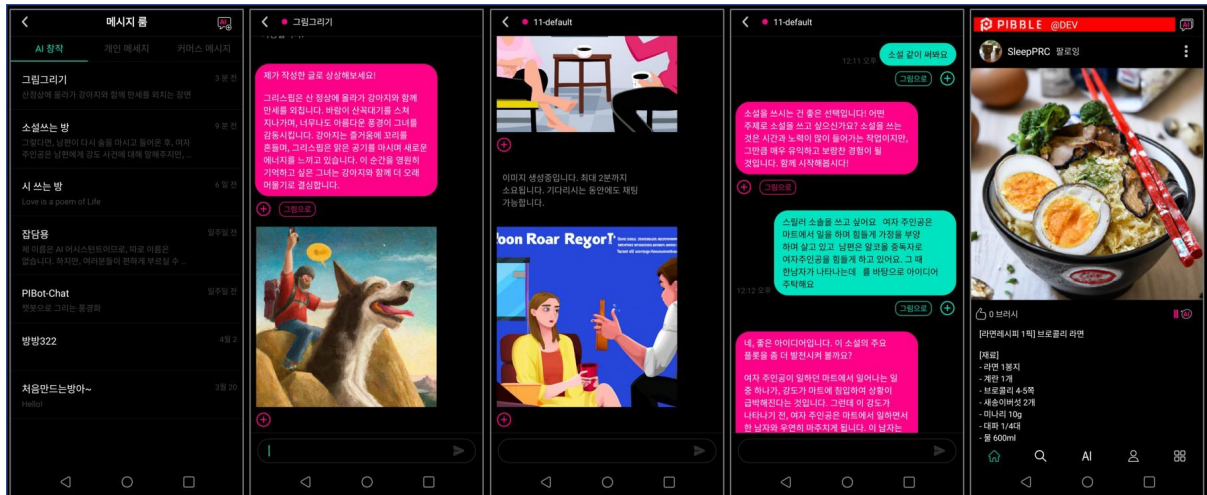 메시지 룸
AI
AI 창작
개인 메세지
커머스 메시지
그림그리기
3 분 전
산정상에 올라가 강아지와 함께 만세를 외치는 장면
소설쓰는 방
9 분 전
그렇다면, 남편이 다시 술을 마시고 들어온 후, 여자
주인공은 남편에게 강도 사건에 대해 말해주지만, ...
시 쓰는 방
6 일 전
Love is a poem of Life
잡담용
일주일 전
제 이름은 AI 어시스턴트이므로, 따로 이름은
없습니다. 하지만, 여러분들이 편하게 부르실 수 ...
PIBot-Chat
일주일 전
챗봇으로 그리는 풍경화
방방322
4월 2
처음만드는방아~
3월 20
Hello!
그림그리기
제가 작성한 글로 상상해보세요!
그리스핍은 산 정상에 올라가 강아지와 함께
만세를 외칩니다. 바람이 산꼭대기를 스쳐
지나가며, 너무나도 아름다운 풍경이 그녀를
감동시킵니다. 강아지는 즐거움에 꼬리를
흔들며, 그리스핍은 맑은 공기를 마시며 새로운
에너지를 느끼고 있습니다. 이 순간을 영원히
기억하고 싶은 그녀는 강아지와 함께 더 오래
머물기로 결심합니다.
그림으로
11-default
이미지 생성중입니다. 최대 2분까지
소요됩니다. 기다리시는 동안에도 채팅
가능합니다.
oon Roar RegorT
11-default
소설 같이 써봐요
12:11 오후
그림으로
소설을 쓰시는 건 좋은 선택입니다! 어떤
주제로 소설을 쓰고 싶으신가요? 소설을 쓰는
것은 시간과 노력이 많이 들어가는 작업이지만,
그만큼 매우 유익하고 보람찬 경험이 될
것입니다. 함께 시작해봅시다!
그림으로
스릴러 소솔을 쓰고 싶어요 여자 주인공은
마트에서 일을 하며 힘들게 가정을 부양
하며 살고 있고 남편은 알코올 중독자로
여자주인공을 힘들게 하고 있어요. 그 때
한남자가 나타나는데 를 바탕으로 아이디어
주탁해요
12:12 오후
그림으로
네, 좋은 아이디어입니다. 이 소설의 주요
플롯을 좀 더 발전시켜 볼까요?
여자 주인공이 일하던 마트에서 일어나는 일
중 하나가, 강도가 마트에 침입하여 상황이
급박해진다는 것입니다. 그런데 이 강도가
나타나기 전, 여자 주인공은 마트에서 일하면서
한 남자와 우연히 마주치게 됩니다. 이 남자는
PIBBLE @DEV
AI
SleepPRC 팔로잉
0 브러시
AI
[라면레시피 1픽] 브로콜리 라면
[재료]
- 라면 1봉지
- 계란 1개
- 브로콜리 4-5쪽
- 새송이버섯 2개
- 미나리 10g
- 대파 1/4대
- 물 600ml
AI